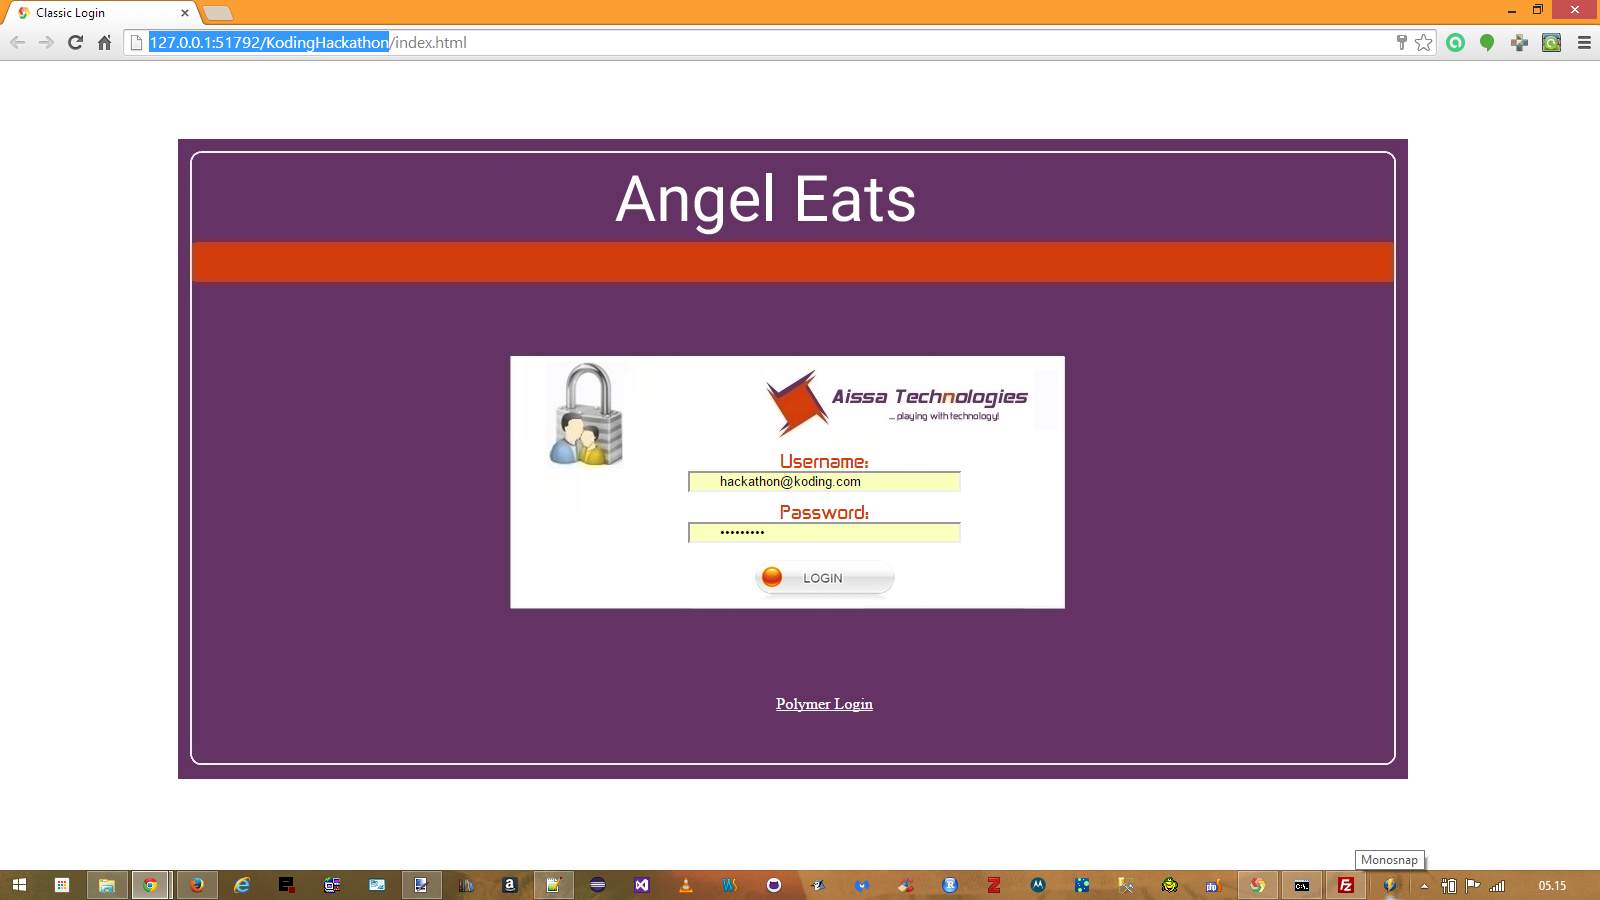 Classic Login
127.0.0.1:51792/KodingHackathon/index.html
Angel Eats
Aissa Technologies
... playing with technology!
Username:
hackathon@koding.com
Password:
•••••••••
LOGIN
Polymer Login
Monosnap
05.15